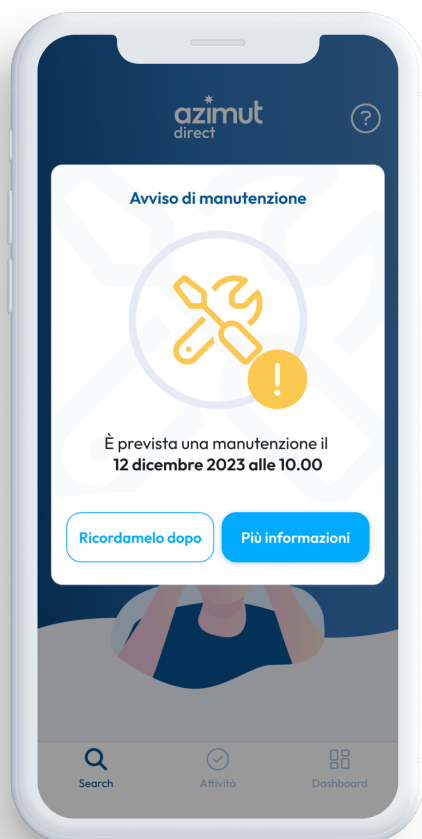 azimut
direct
?
Avviso di manutenzione
!
È prevista una manutenzione il
12 dicembre 2023 alle 10.00
Ricordamelo dopo
Più informazioni
Search
Attività
Dashboard